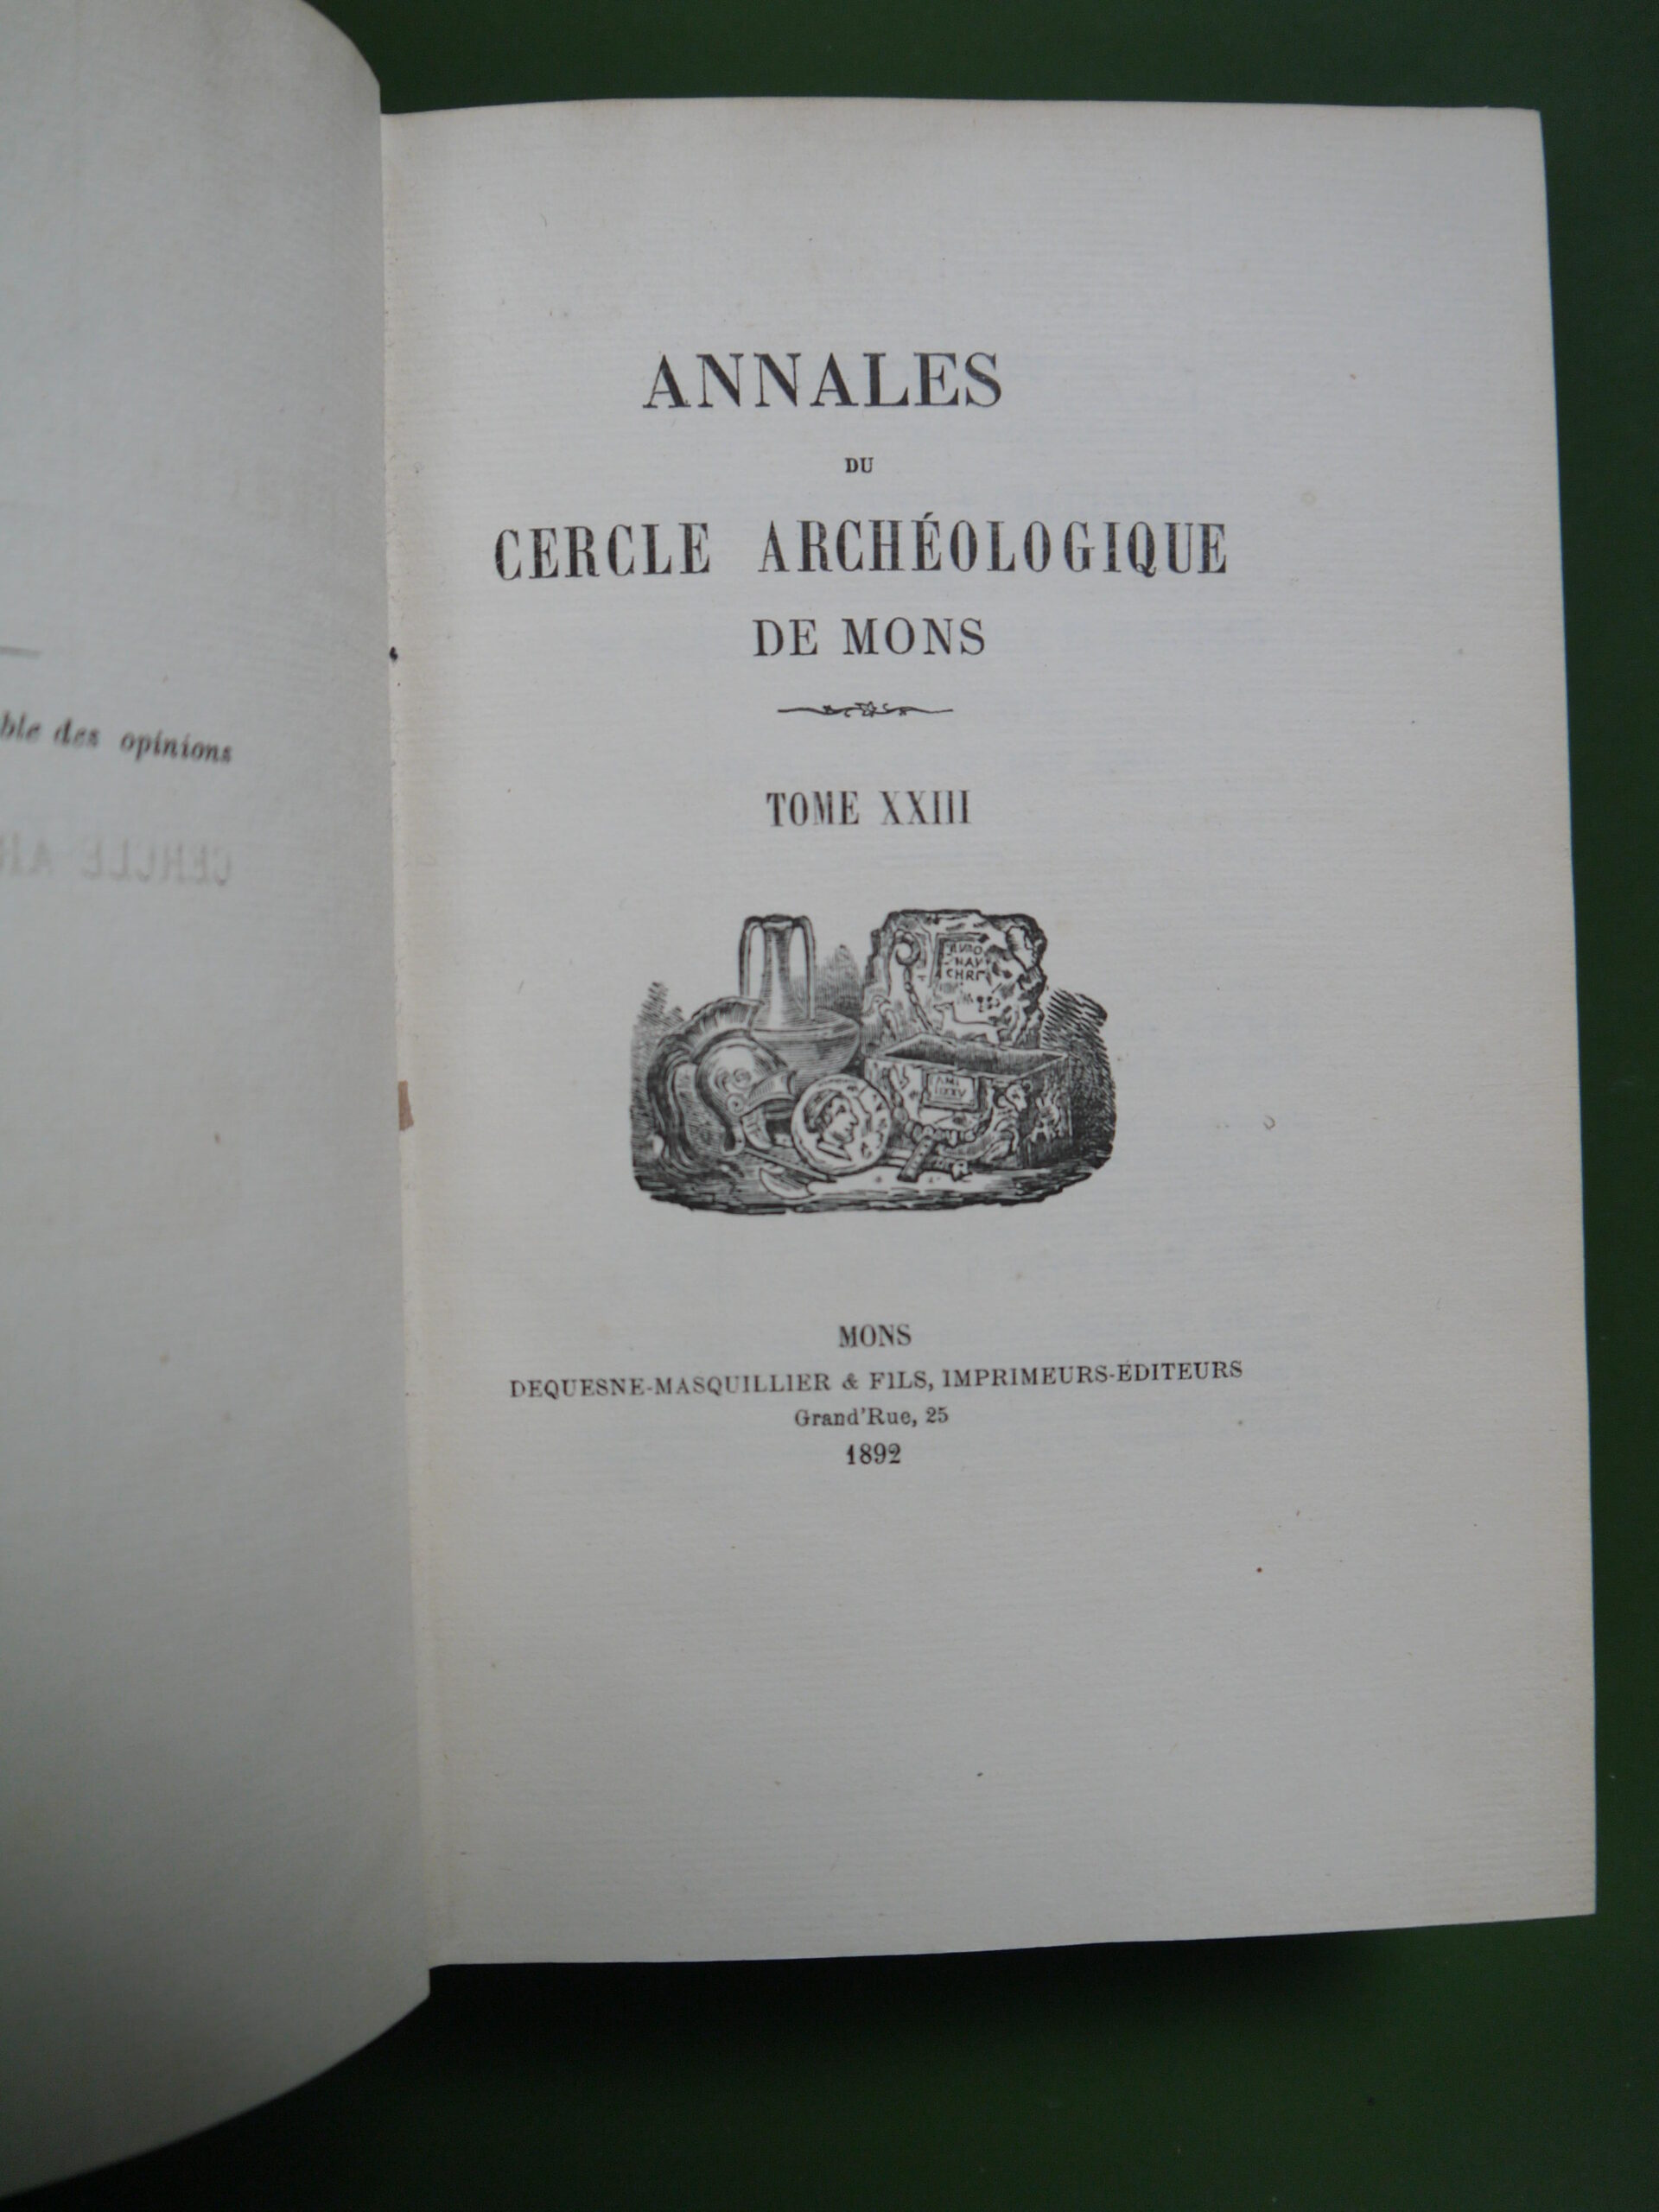 ble des opinions
ANNALES
DU
CERCLE ARCHÉOLOGIQUE
DE MONS
TOME XXIII
MONS
DEQUESNE-MASQUILLIER & FILS, IMPRIMEURS-ÉDITEURS
Grand'Rue, 25
1892